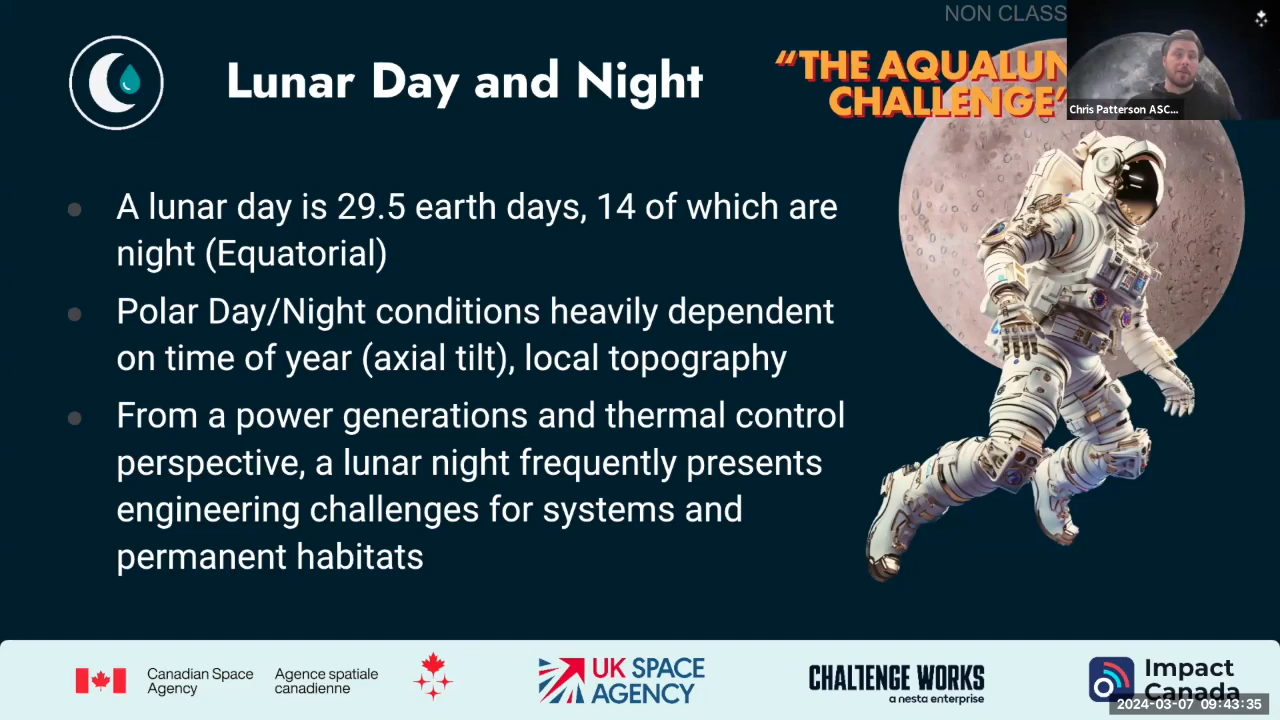 NON CLASS
Lunar Day and Night
“THE AQUALUN
CHALLENGE”
Chris Patterson ASC...
A lunar day is 29.5 earth days, 14 of which are
night (Equatorial)
Polar Day/Night conditions heavily dependent
on time of year (axial tilt), local topography
From a power generations and thermal control
perspective, a lunar night frequently presents
engineering challenges for systems and
permanent habitats
Canadian Space
Agency
Agence spatiale
canadienne
UK SPACE
AGENCY
CHALLENGE WORKS
a nesta enterprise
Impact
Canada
2024-03-07 09:43:35